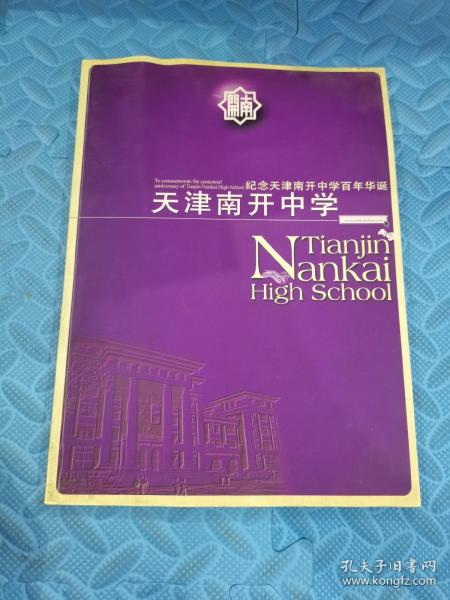 南開
To commemorate the centennial
anniversary of Tianjin Nankai High School
纪念天津南开中学百年华诞
天津南开中学
Tianjin
Nankai
High School
孔夫子旧书网
www.kongfz.com